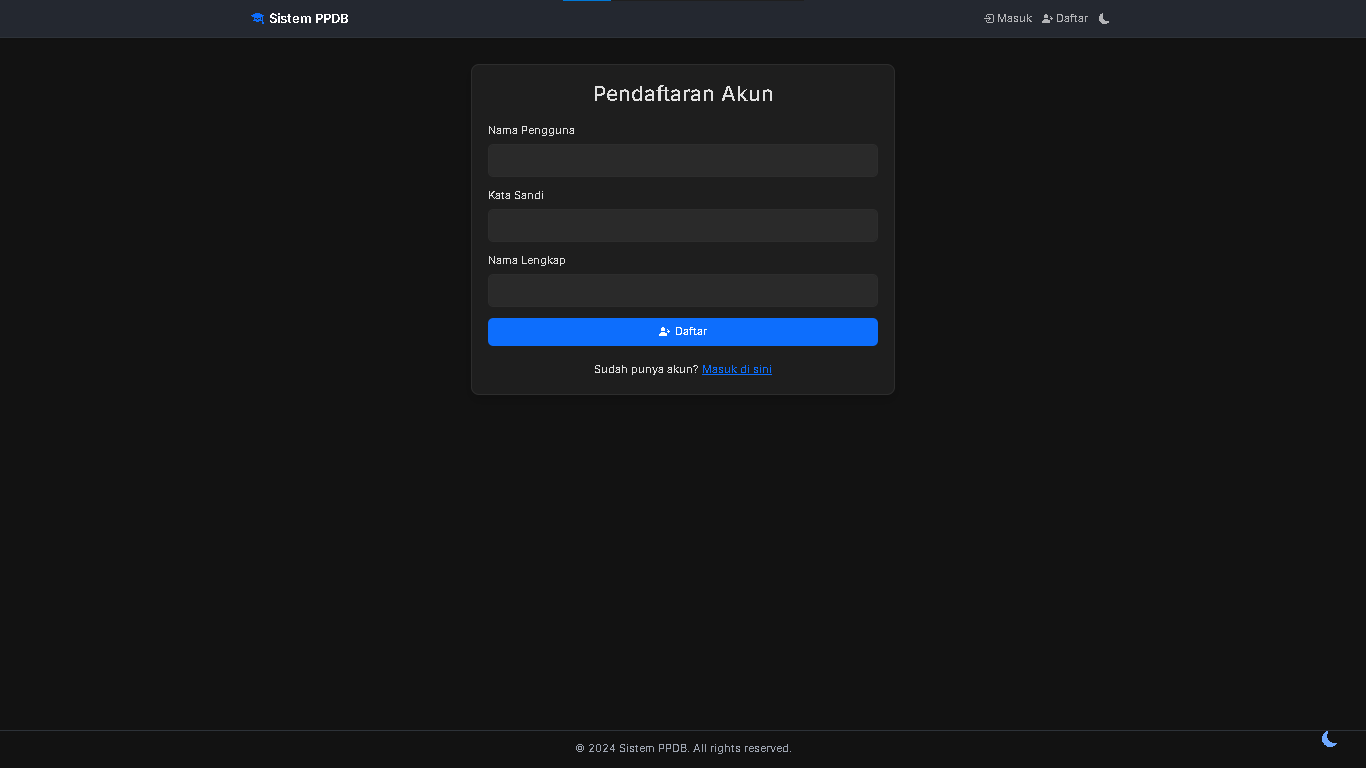 Sistem PPDB
Masuk Daftar
Pendaftaran Akun
Nama Pengguna
Kata Sandi
Nama Lengkap
Daftar
Sudah punya akun? Masuk di sini
© 2024 Sistem PPDB. All rights reserved.